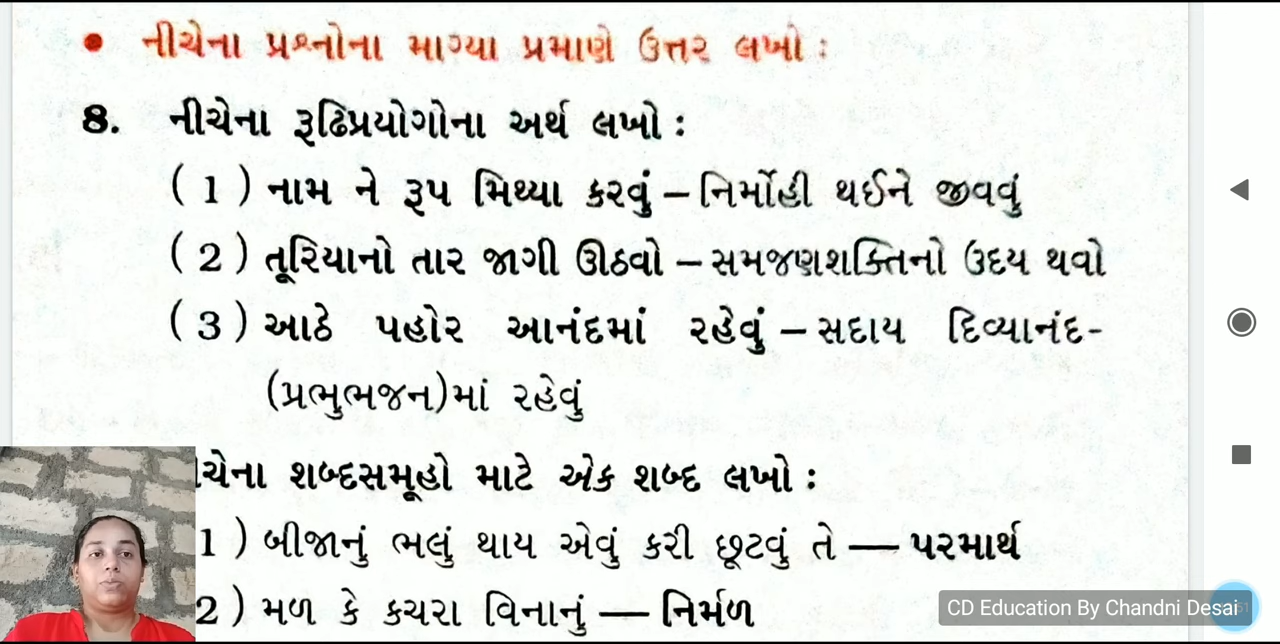 • નીચેના પ્રશ્નોના માગ્યા પ્રમાણે ઉત્તર લખો :
8. નીચેના રૂઢિપ્રયોગોના અર્થ લખો :
( 1 ) નામ ને રૂપ મિથ્યા કરવું – નિર્મોહી થઈને જીવવું
( 2 ) તૂરિયાનો તાર જાગી ઊઠવો – સમજણશક્તિનો ઉદય થવો
( 3 ) આઠે પહોર આનંદમાં રહેવું – સદાય દિવ્યાનંદ-
(પ્રભુભજન)માં રહેવું
શબ્દસમૂહો માટે એક શબ્દ લખો :
1 ) બીજાનું ભલું થાય એવું કરી છૂટવું તે — પરમાર્થ
2 ) મળ કે કચરા વિનાનું — નિર્મળ
CD Education By Chandni Desai